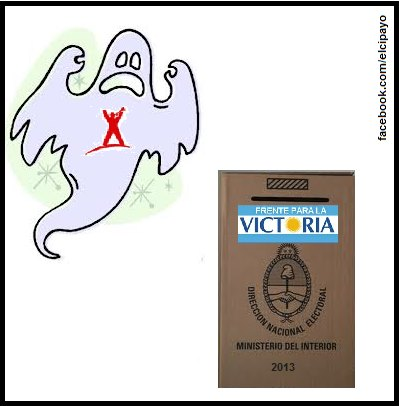 facebook.com/elcipayo
FRENTE PARA LA
VICTORIA
DIRECCION NACIONAL ELECTORAL
MINISTERIO DEL INTERIOR
2013